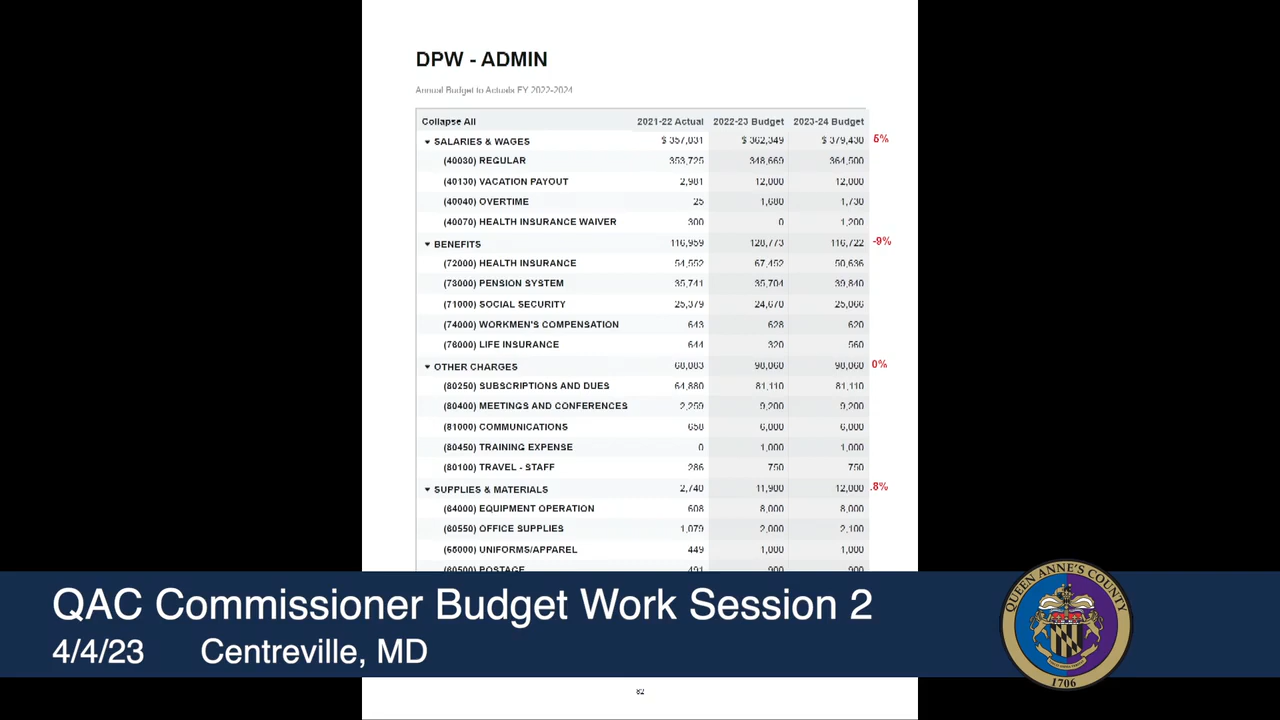 DPW - ADMIN
Annual Budget to Actuals FY 2022-2024
Collapse All 2021-22 Actual 2022-23 Budget 2023-24 Budget
▼ SALARIES & WAGES $ 357,031 $ 362,349 $ 379,430 5%
(40030) REGULAR 353,725 348,669 364,500
(40130) VACATION PAYOUT 2,981 12,000 12,000
(40040) OVERTIME 25 1,680 1,730
(40070) HEALTH INSURANCE WAIVER 300 0 1,200
▼ BENEFITS 116,959 128,773 116,722 -9%
(72000) HEALTH INSURANCE 54,552 67,452 50,636
(73000) PENSION SYSTEM 35,741 35,704 39,840
(71000) SOCIAL SECURITY 25,379 24,670 25,066
(74000) WORKMEN'S COMPENSATION 643 628 620
(76000) LIFE INSURANCE 644 320 560
▼ OTHER CHARGES 68,083 98,060 98,060 0%
(80250) SUBSCRIPTIONS AND DUES 64,880 81,110 81,110
(80400) MEETINGS AND CONFERENCES 2,259 9,200 9,200
(81000) COMMUNICATIONS 658 6,000 6,000
(80450) TRAINING EXPENSE 0 1,000 1,000
(80100) TRAVEL - STAFF 286 750 750
▼ SUPPLIES & MATERIALS 2,740 11,900 12,000 .8%
(64000) EQUIPMENT OPERATION 608 8,000 8,000
(60550) OFFICE SUPPLIES 1,079 2,000 2,100
(65000) UNIFORMS/APPAREL 449 1,000 1,000
(60500) POSTAGE 900 900
QAC Commissioner Budget Work Session 2
4/4/23 Centreville, MD
QUEEN ANNE'S COUNTY
1706
82